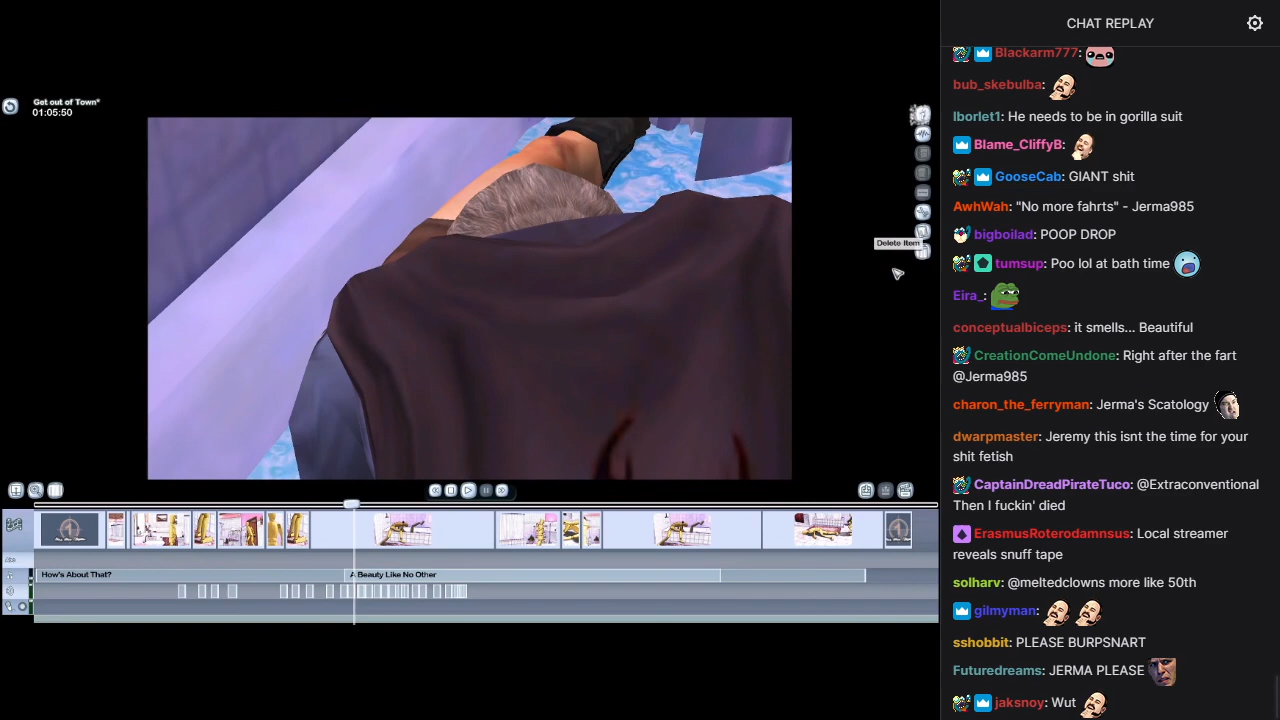 Get out of Town*
01:05:50
Delete Item
How's About That?
A Beauty Like No Other
CHAT REPLAY
Blackarm777:
bub_skebulba:
lborlet1: He needs to be in gorilla suit
Blame_CliffyB:
GooseCab: GIANT shit
AwhWah: "No more fahrts" - Jerma985
bigboilad: POOP DROP
tumsup: Poo lol at bath time
Eira_:
conceptualbiceps: it smells... Beautiful
CreationComeUndone: Right after the fart
@Jerma985
charon_the_ferryman: Jerma's Scatology
dwarpmaster: Jeremy this isnt the time for your
shit fetish
CaptainDreadPirateTuco: @Extraconventional
Then I fuckin' died
ErasmusRoterodamnsus: Local streamer
reveals snuff tape
solharv: @meltedclowns more like 50th
gilmyman:
sshobbit: PLEASE BURPSNART
Futuredreams: JERMA PLEASE
jaksnoy: Wut